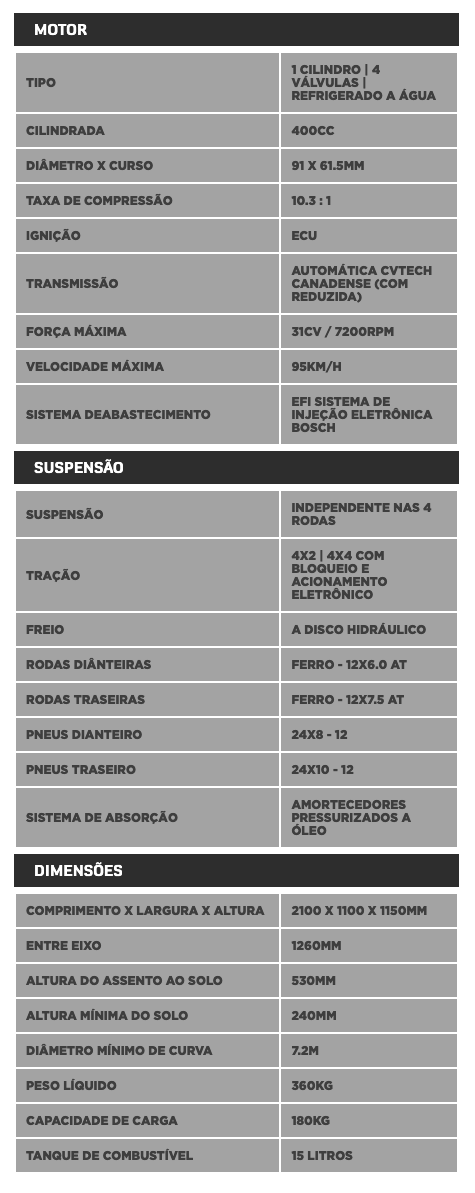 MOTOR
TIPO
1 CILINDRO | 4
VÁLVULAS |
REFRIGERADO A ÁGUA
CILINDRADA
400CC
DIÂMETRO X CURSO
91 X 61.5MM
TAXA DE COMPRESSÃO
10.3 : 1
IGNIÇÃO
ECU
TRANSMISSÃO
AUTOMÁTICA CVTECH
CANADENSE (COM
REDUZIDA)
FORÇA MÁXIMA
31CV / 7200RPM
VELOCIDADE MÁXIMA
95KM/H
SISTEMA DEABASTECIMENTO
EFI SISTEMA DE
INJEÇÃO ELETRÔNICA
BOSCH
SUSPENSÃO
SUSPENSÃO
INDEPENDENTE NAS 4
RODAS
TRAÇÃO
4X2 | 4X4 COM
BLOQUEIO E
ACIONAMENTO
ELETRÔNICO
FREIO
A DISCO HIDRÁULICO
RODAS DIÂNTEIRAS
FERRO - 12X6.0 AT
RODAS TRASEIRAS
FERRO - 12X7.5 AT
PNEUS DIANTEIRO
24X8 - 12
PNEUS TRASEIRO
24X10 - 12
SISTEMA DE ABSORÇÃO
AMORTECEDORES
PRESSURIZADOS A
ÓLEO
DIMENSÕES
COMPRIMENTO X LARGURA X ALTURA
2100 X 1100 X 1150MM
ENTRE EIXO
1260MM
ALTURA DO ASSENTO AO SOLO
530MM
ALTURA MÍNIMA DO SOLO
240MM
DIÂMETRO MÍNIMO DE CURVA
7.2M
PESO LÍQUIDO
360KG
CAPACIDADE DE CARGA
180KG
TANQUE DE COMBUSTÍVEL
15 LITROS